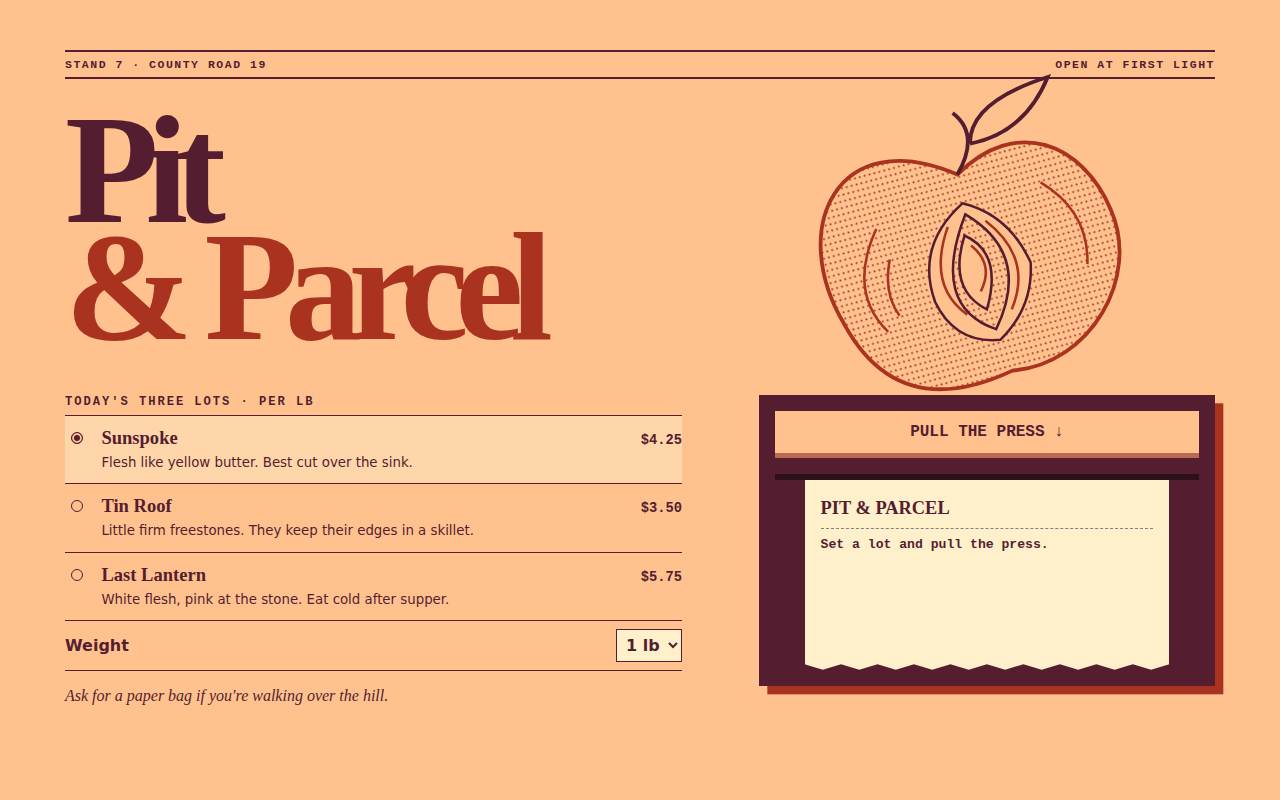 STAND 7 · COUNTY ROAD 19
OPEN AT FIRST LIGHT
Pit
& Parcel
TODAY'S THREE LOTS · PER LB
Sunspoke $4.25
Flesh like yellow butter. Best cut over the sink.
Tin Roof $3.50
Little firm freestones. They keep their edges in a skillet.
Last Lantern $5.75
White flesh, pink at the stone. Eat cold after supper.
Weight 1 lb
Ask for a paper bag if you're walking over the hill.
PULL THE PRESS ↓
PIT & PARCEL
Set a lot and pull the press.